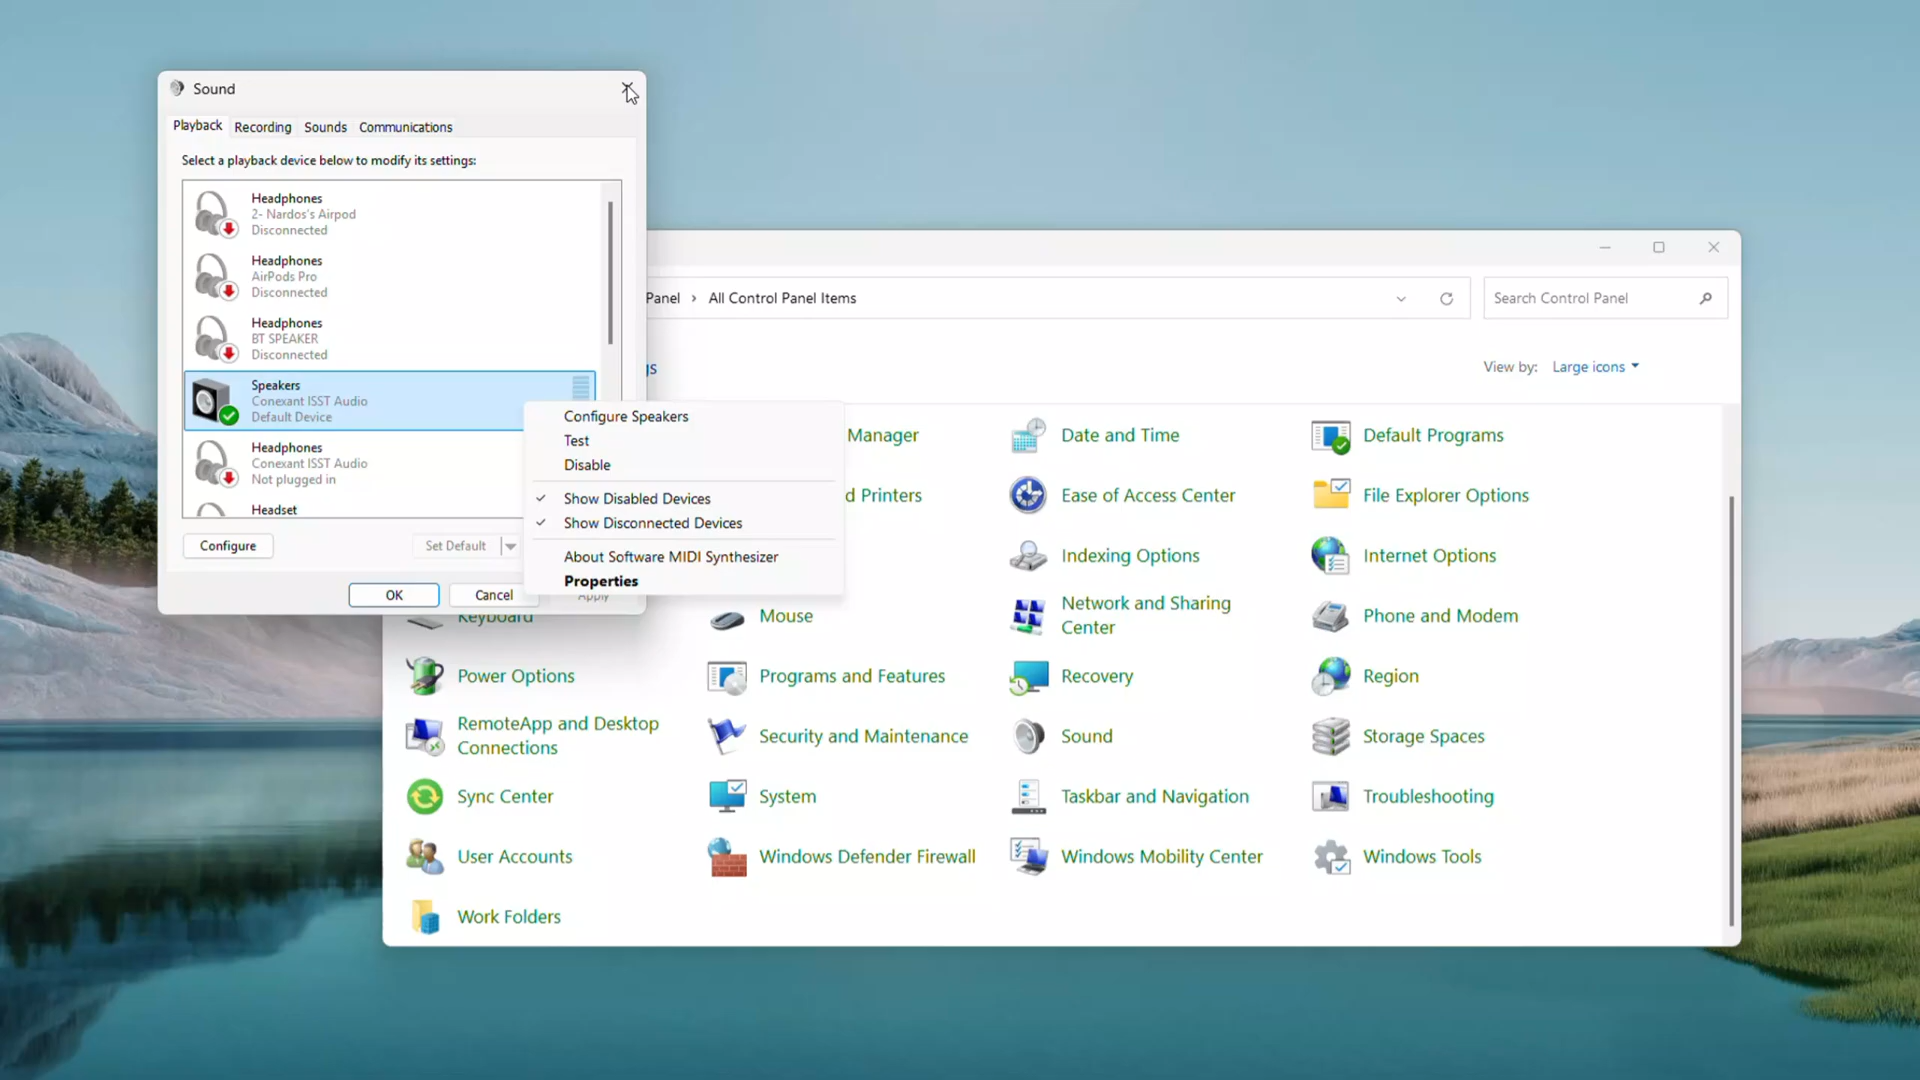 Sound
Playback
Recording
Sounds
Communications
Select a playback device below to modify its settings:
Headphones
2- Nardos's Airpod
Disconnected
Headphones
AirPods Pro
Disconnected
Headphones
BT SPEAKER
Disconnected
Speakers
Conexant ISST Audio
Default Device
Headphones
Conexant ISST Audio
Not plugged in
Headset
Configure
Set Default
OK
Cancel
Apply
Configure Speakers
Test
Disable
Show Disabled Devices
Show Disconnected Devices
About Software MIDI Synthesizer
Properties
Panel › All Control Panel Items
Search Control Panel
View by: Large icons
Manager
Date and Time
Default Programs
d Printers
Ease of Access Center
File Explorer Options
Indexing Options
Internet Options
Keyboard
Mouse
Network and Sharing
Center
Phone and Modem
Power Options
Programs and Features
Recovery
Region
RemoteApp and Desktop
Connections
Security and Maintenance
Sound
Storage Spaces
Sync Center
System
Taskbar and Navigation
Troubleshooting
User Accounts
Windows Defender Firewall
Windows Mobility Center
Windows Tools
Work Folders